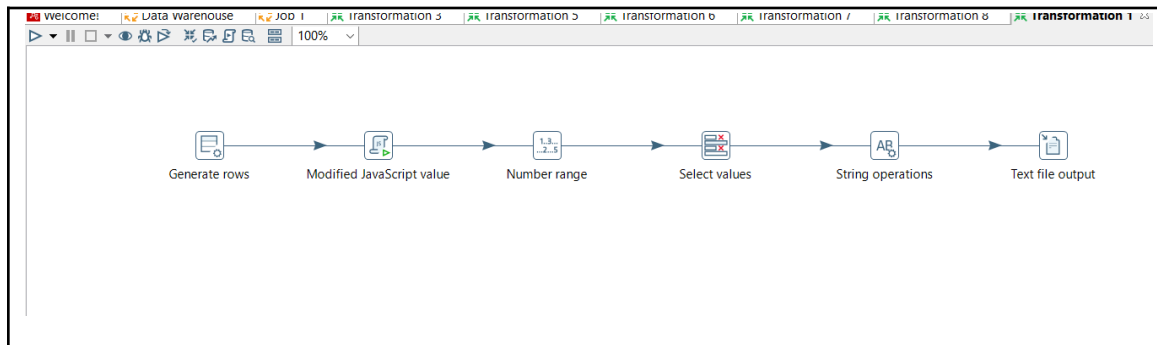 Welcome! Data Warehouse Job 1 Transformation 3 Transformation 5 Transformation 6 Transformation 7 Transformation 8 Transformation 1
100%
1..3...
...2...5
AB
Generate rows Modified JavaScript value Number range Select values String operations Text file output